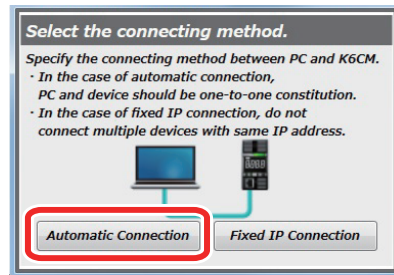 Select the connecting method.
Specify the connecting method between PC and K6CM.
· In the case of automatic connection,
PC and device should be one-to-one constitution.
· In the case of fixed IP connection, do not
connect multiple devices with same IP address.
Automatic Connection
Fixed IP Connection